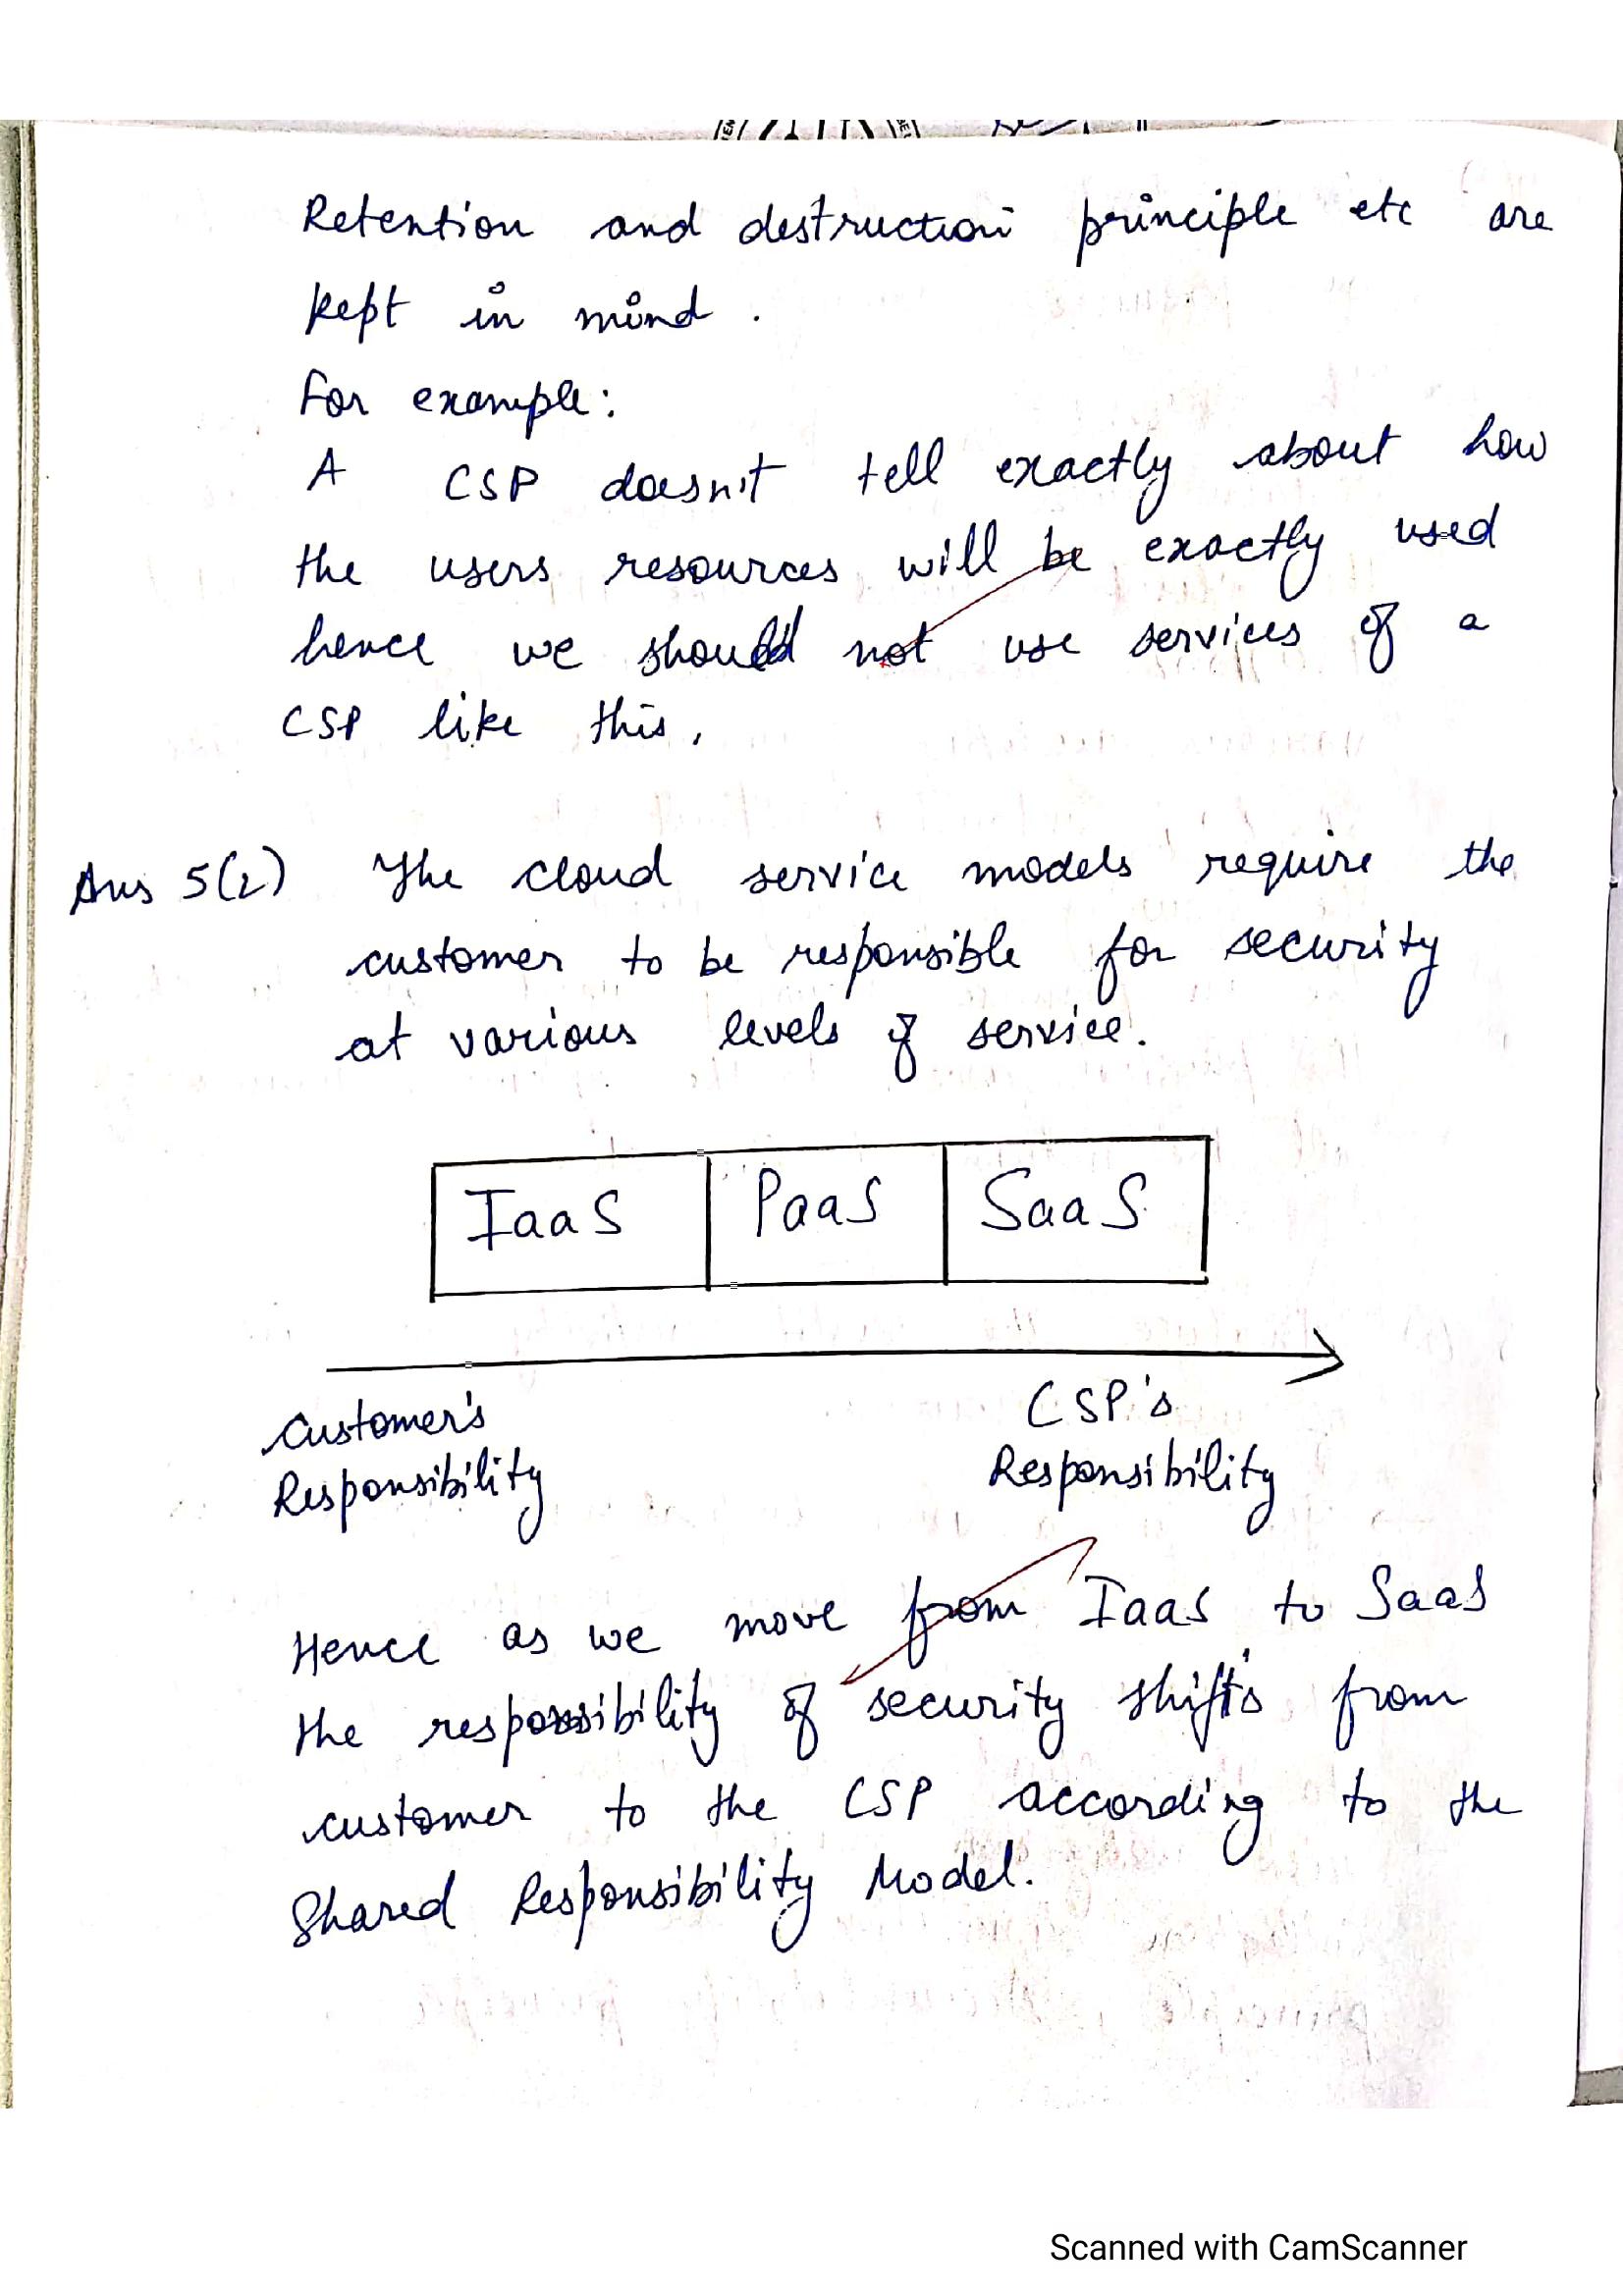 Retention and destruction principle etc are
kept in mind .
For example:
A CSP doesn't tell exactly about how
the users resources will be exactly used
hence we should not use services of a
CSP like this.
Ans 5(2) The cloud service models require the
customer to be responsible for security
at various levels of service.
IaaS PaaS SaaS
Customer's
Responsibility
CSP's
Responsibility
Hence as we move from IaaS to SaaS
the responsibility of security shifts from
customer to the CSP according to the
Shared Responsibility Model.
Scanned with CamScanner